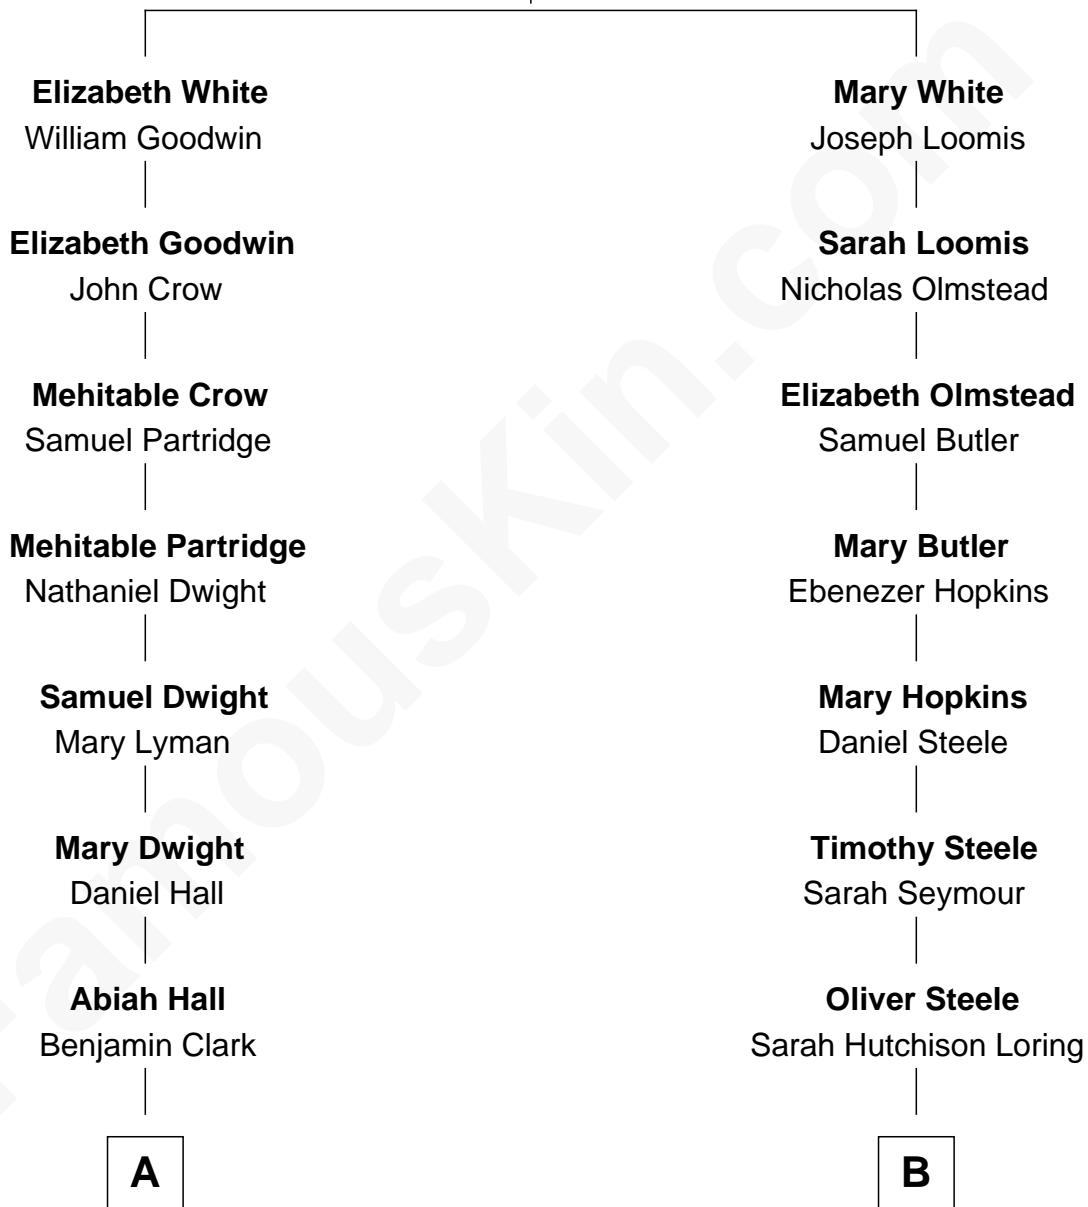 Elizabeth White
William Goodwin
Elizabeth Goodwin
John Crow
Mehitable Crow
Samuel Partridge
Mehitable Partridge
Nathaniel Dwight
Samuel Dwight
Mary Lyman
Mary Dwight
Daniel Hall
Abiah Hall
Benjamin Clark
A
Mary White
Joseph Loomis
Sarah Loomis
Nicholas Olmstead
Elizabeth Olmstead
Samuel Butler
Mary Butler
Ebenezer Hopkins
Mary Hopkins
Daniel Steele
Timothy Steele
Sarah Seymour
Oliver Steele
Sarah Hutchison Loring
B
FamousKin.com